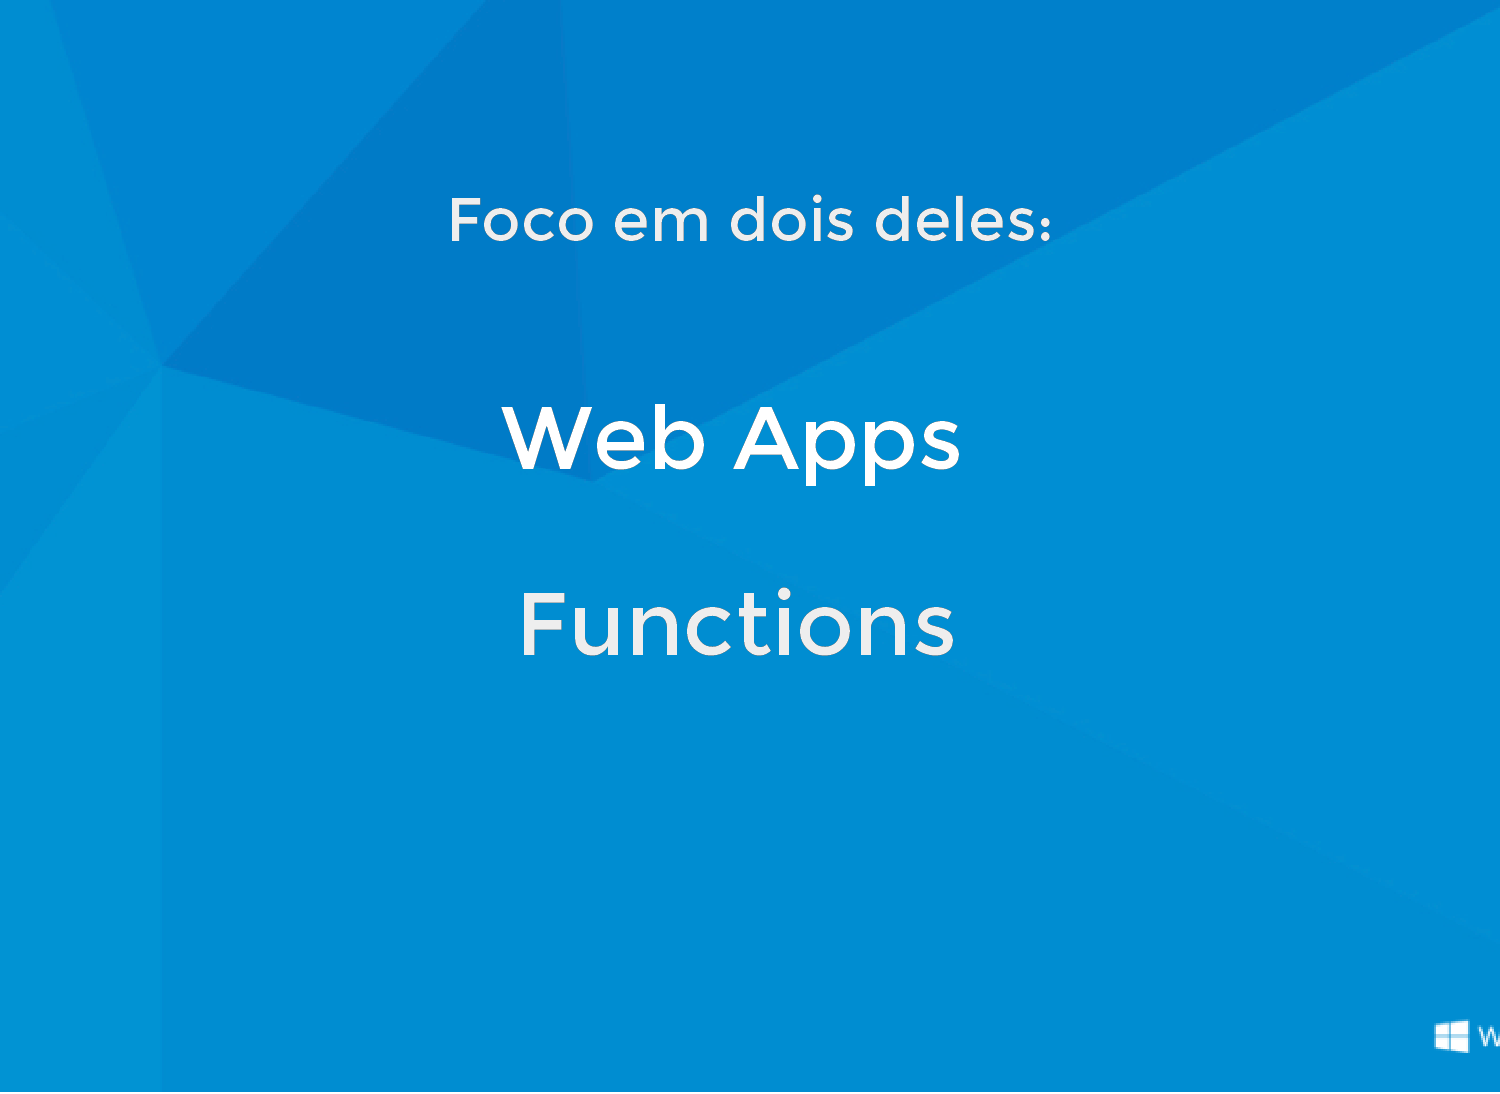 Foco em dois deles:
Web Apps
Functions